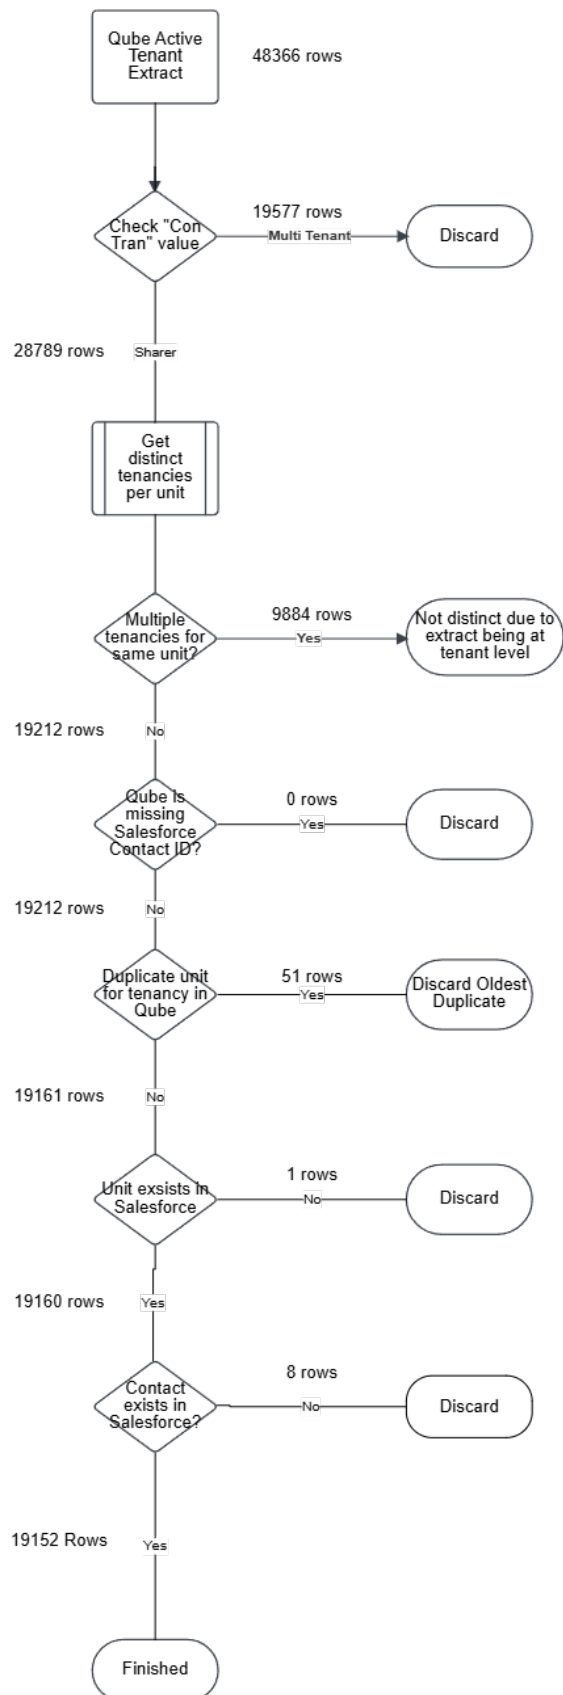 Qube Active
Tenant
Extract
48366 rows
Check "Con
Tran" value
19577 rows
Multi Tenant
Discard
28789 rows
Sharer
Get
distinct
tenancies
per unit
Multiple
tenancies for
same unit?
9884 rows
Yes
Not distinct due to
extract being at
tenant level
19212 rows
No
Qube is
missing
Salesforce
Contact ID?
0 rows
Yes
Discard
19212 rows
No
Duplicate unit
for tenancy in
Qube
51 rows
Yes
Discard Oldest
Duplicate
19161 rows
No
Unit exsists in
Salesforce
1 rows
No
Discard
19160 rows
Yes
Contact
exists in
Salesforce?
8 rows
No
Discard
19152 Rows
Yes
Finished